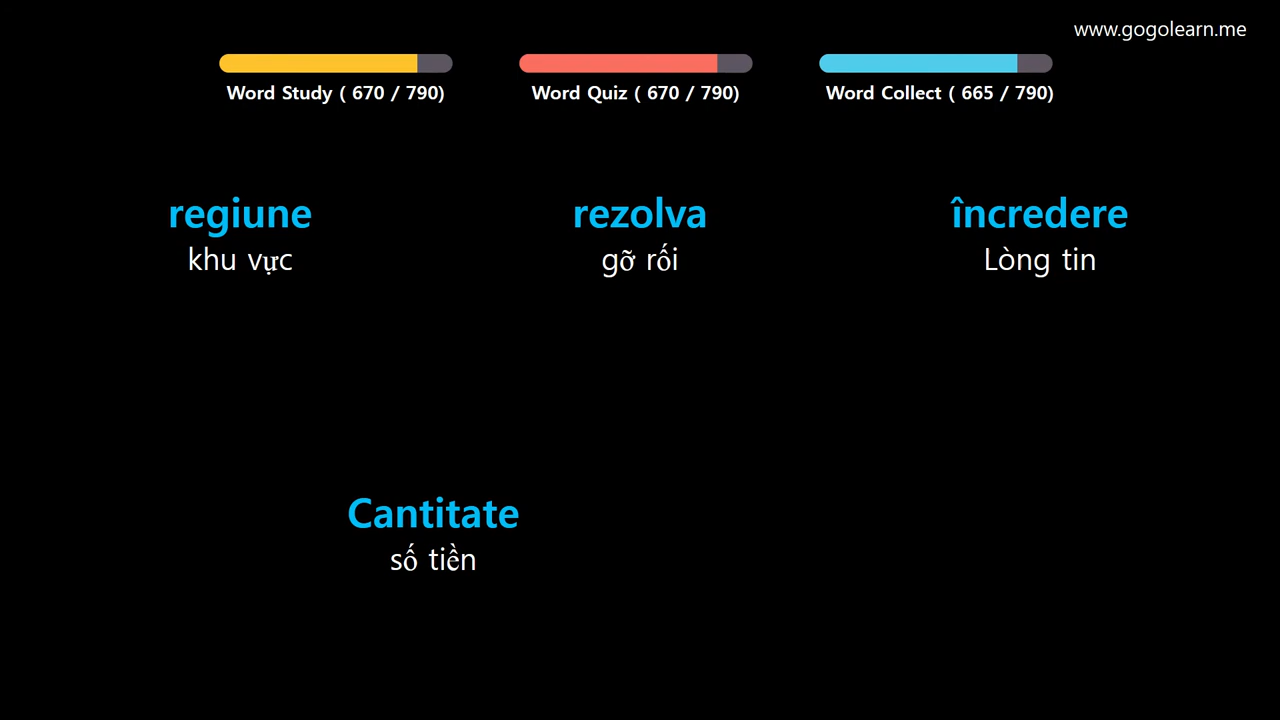 www.gogolearn.me
Word Study ( 670 / 790)
Word Quiz ( 670 / 790)
Word Collect ( 665 / 790)
regiune
khu vực
rezolva
gỡ rối
încredere
Lòng tin
Cantitate
số tiền